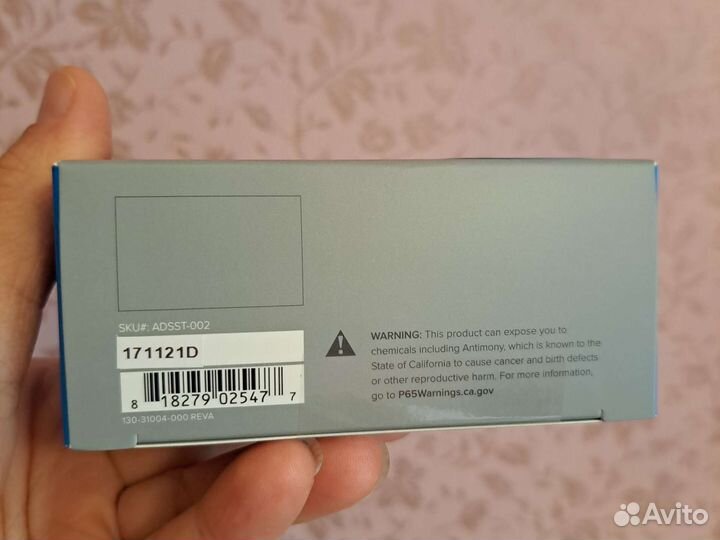 SKU#: ADSST-002
171121D
8 18279 02547 7
130-31004-000 REVA
WARNING: This product can expose you to
chemicals including Antimony, which is known to the
State of California to cause cancer and birth defects
or other reproductive harm. For more information,
go to P65Warnings.ca.gov
Avito